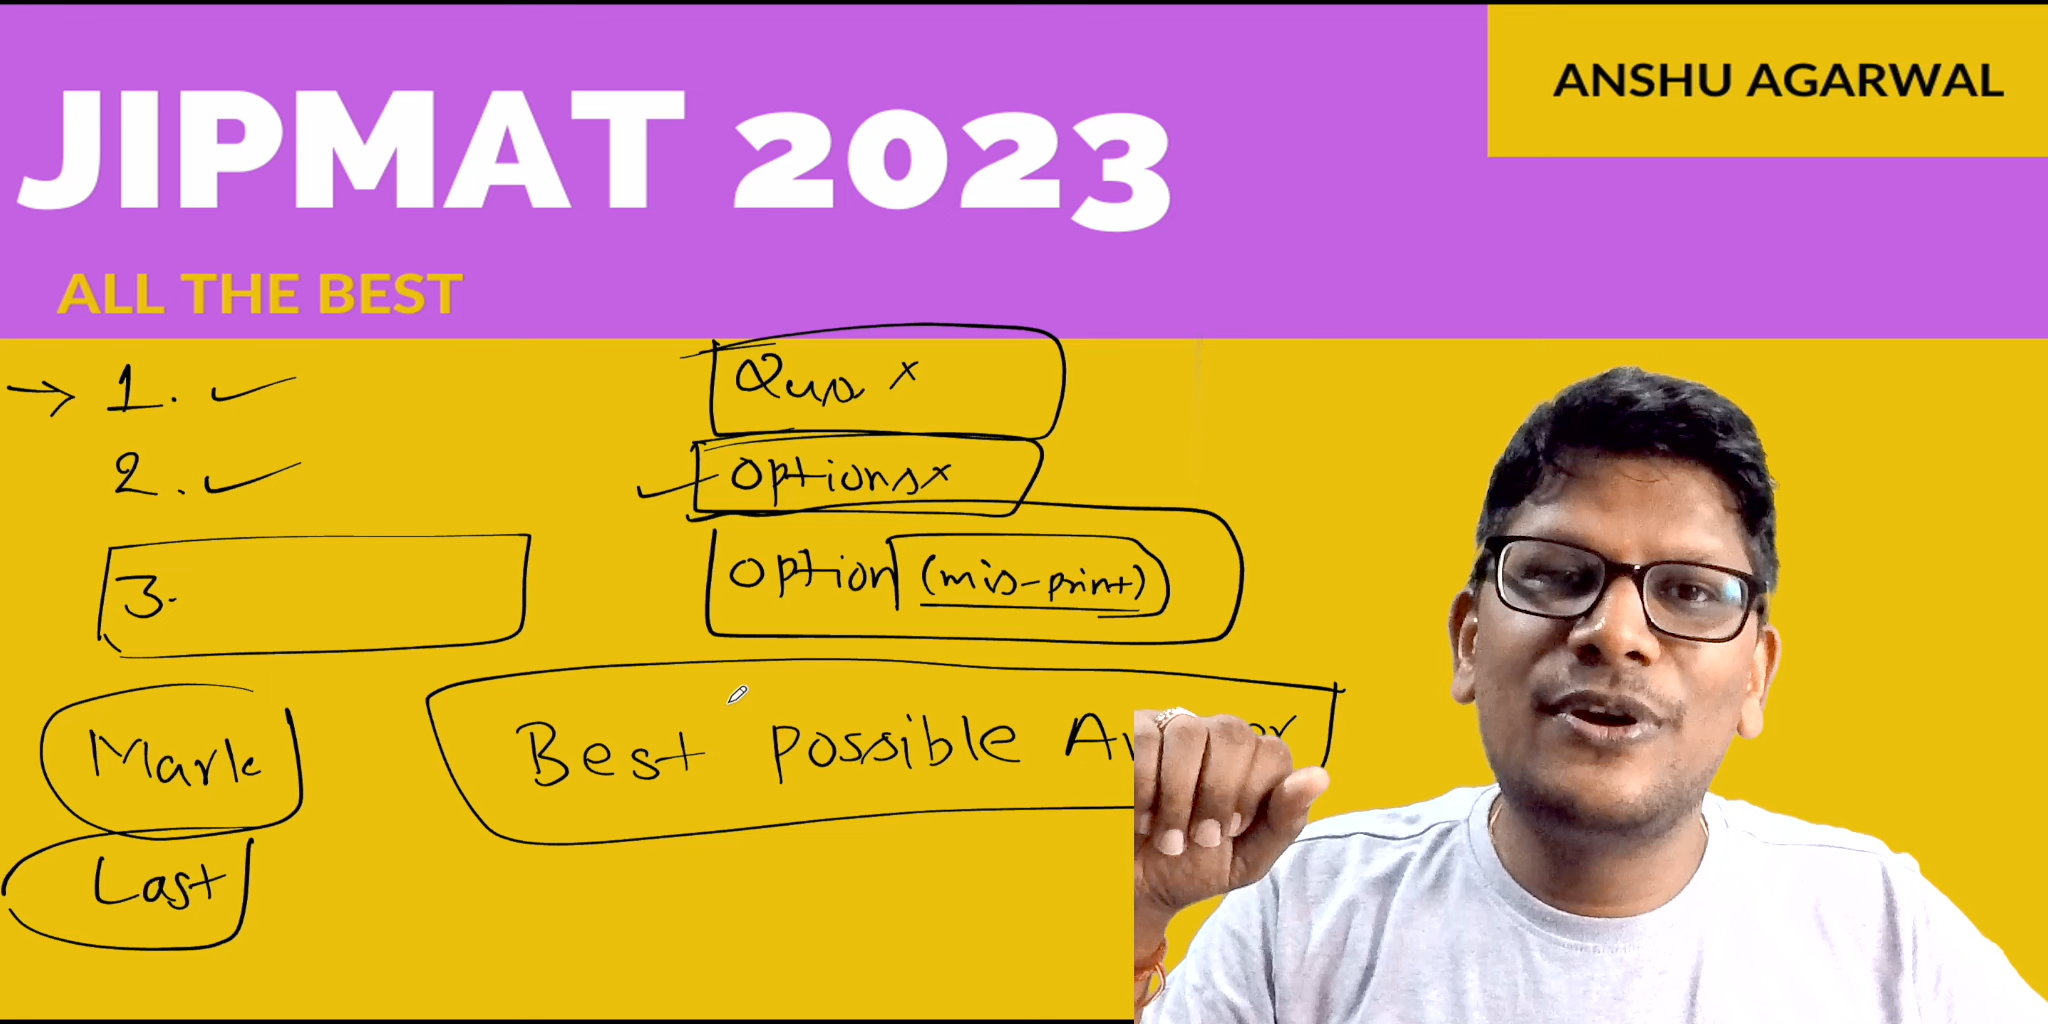 JIPMAT 2023
ANSHU AGARWAL
ALL THE BEST
→ 1. ✓
2. ✓
3.
Ques x
✓ options x
option (mis-print)
Mark
Last
Best possible